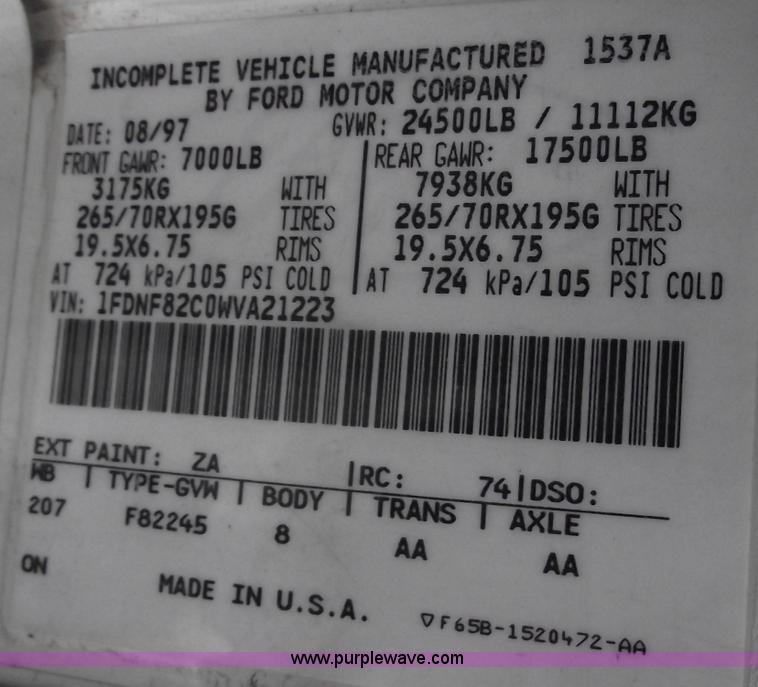 INCOMPLETE VEHICLE MANUFACTURED 1537A
BY FORD MOTOR COMPANY
DATE: 08/97 GVWR: 24500LB / 11112KG
FRONT GAWR: 7000LB REAR GAWR: 17500LB
3175KG WITH 7938KG WITH
265/70RX195G TIRES 265/70RX195G TIRES
19.5X6.75 RIMS 19.5X6.75 RIMS
AT 724 kPa/105 PSI COLD AT 724 kPa/105 PSI COLD
VIN: 1FDNF82C0WVA21223
EXT PAINT: ZA RC: 74 DSO:
WB TYPE-GVW BODY TRANS AXLE
207 F82245 8 AA AA
ON MADE IN U.S.A. ▽F65B-1520472-AA
www.purplewave.com